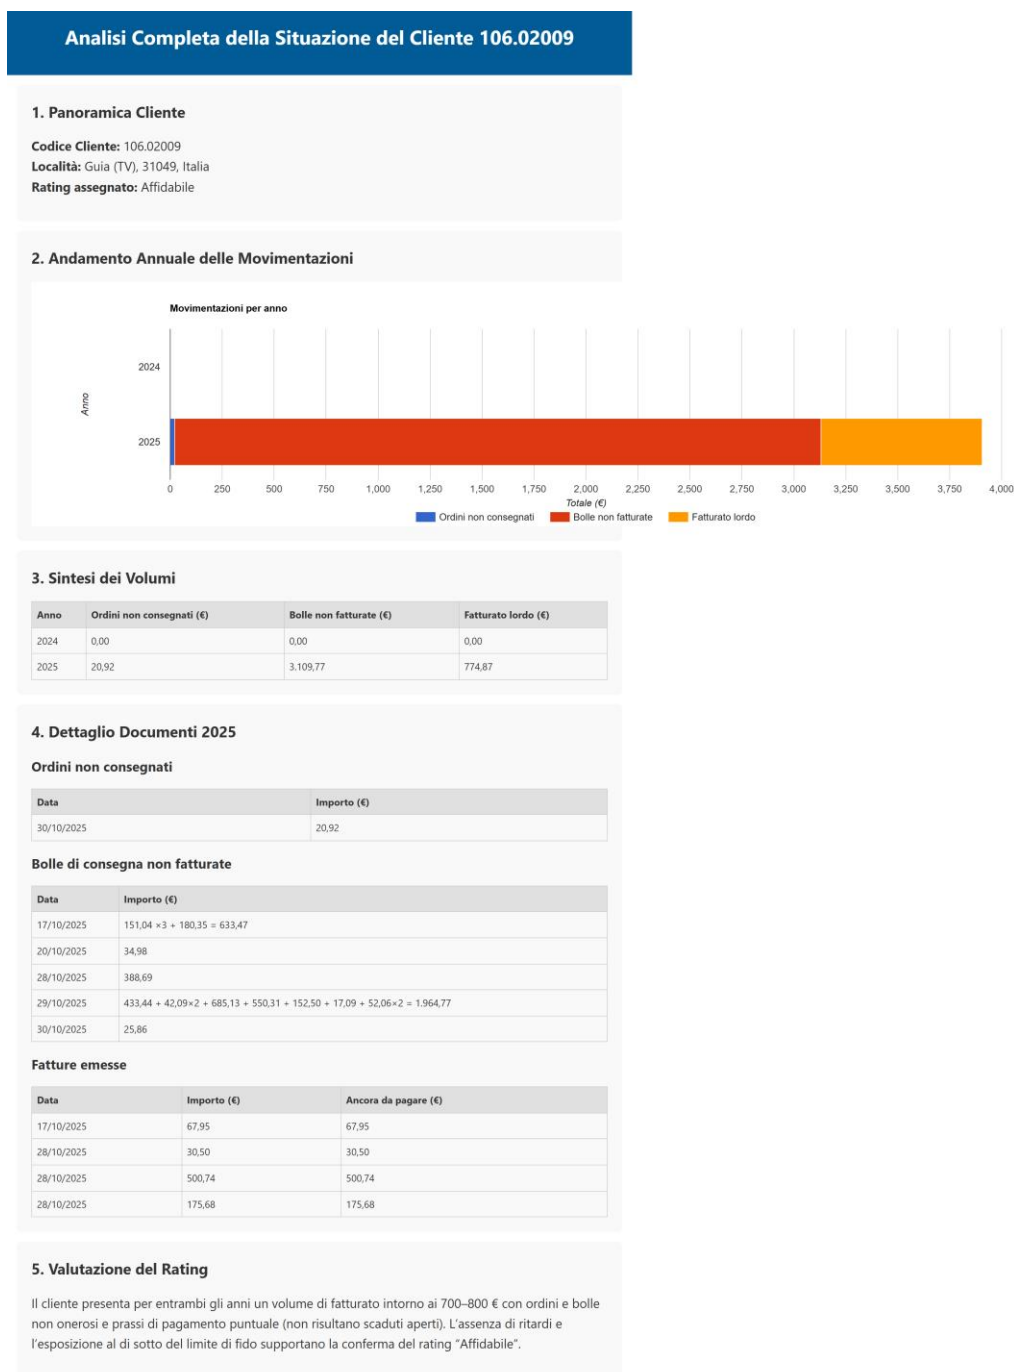 Analisi Completa della Situazione del Cliente 106.02009
1. Panoramica Cliente
Codice Cliente: 106.02009
Località: Guia (TV), 31049, Italia
Rating assegnato: Affidabile
2. Andamento Annuale delle Movimentazioni
Movimentazioni per anno
Anno
2024
2025
0 250 500 750 1,000 1,250 1,500 1,750 2,000 2,250 2,500 2,750 3,000 3,250 3,500 3,750 4,000
Totale (€)
Ordini non consegnati Bolle non fatturate Fatturato lordo
3. Sintesi dei Volumi
Anno Ordini non consegnati (€) Bolle non fatturate (€) Fatturato lordo (€)
2024 0,00 0,00 0,00
2025 20,92 3.109,77 774,87
4. Dettaglio Documenti 2025
Ordini non consegnati
Data Importo (€)
30/10/2025 20,92
Bolle di consegna non fatturate
Data Importo (€)
17/10/2025 151,04 ×3 + 180,35 = 633,47
20/10/2025 34,98
28/10/2025 388,69
29/10/2025 433,44 + 42,09×2 + 685,13 + 550,31 + 152,50 + 17,09 + 52,06×2 = 1.964,77
30/10/2025 25,86
Fatture emesse
Data Importo (€) Ancora da pagare (€)
17/10/2025 67,95 67,95
28/10/2025 30,50 30,50
28/10/2025 500,74 500,74
28/10/2025 175,68 175,68
5. Valutazione del Rating
Il cliente presenta per entrambi gli anni un volume di fatturato intorno ai 700–800 € con ordini e bolle
non onerosi e prassi di pagamento puntuale (non risultano scaduti aperti). L'assenza di ritardi e
l'esposizione al di sotto del limite di fido supportano la conferma del rating "Affidabile".